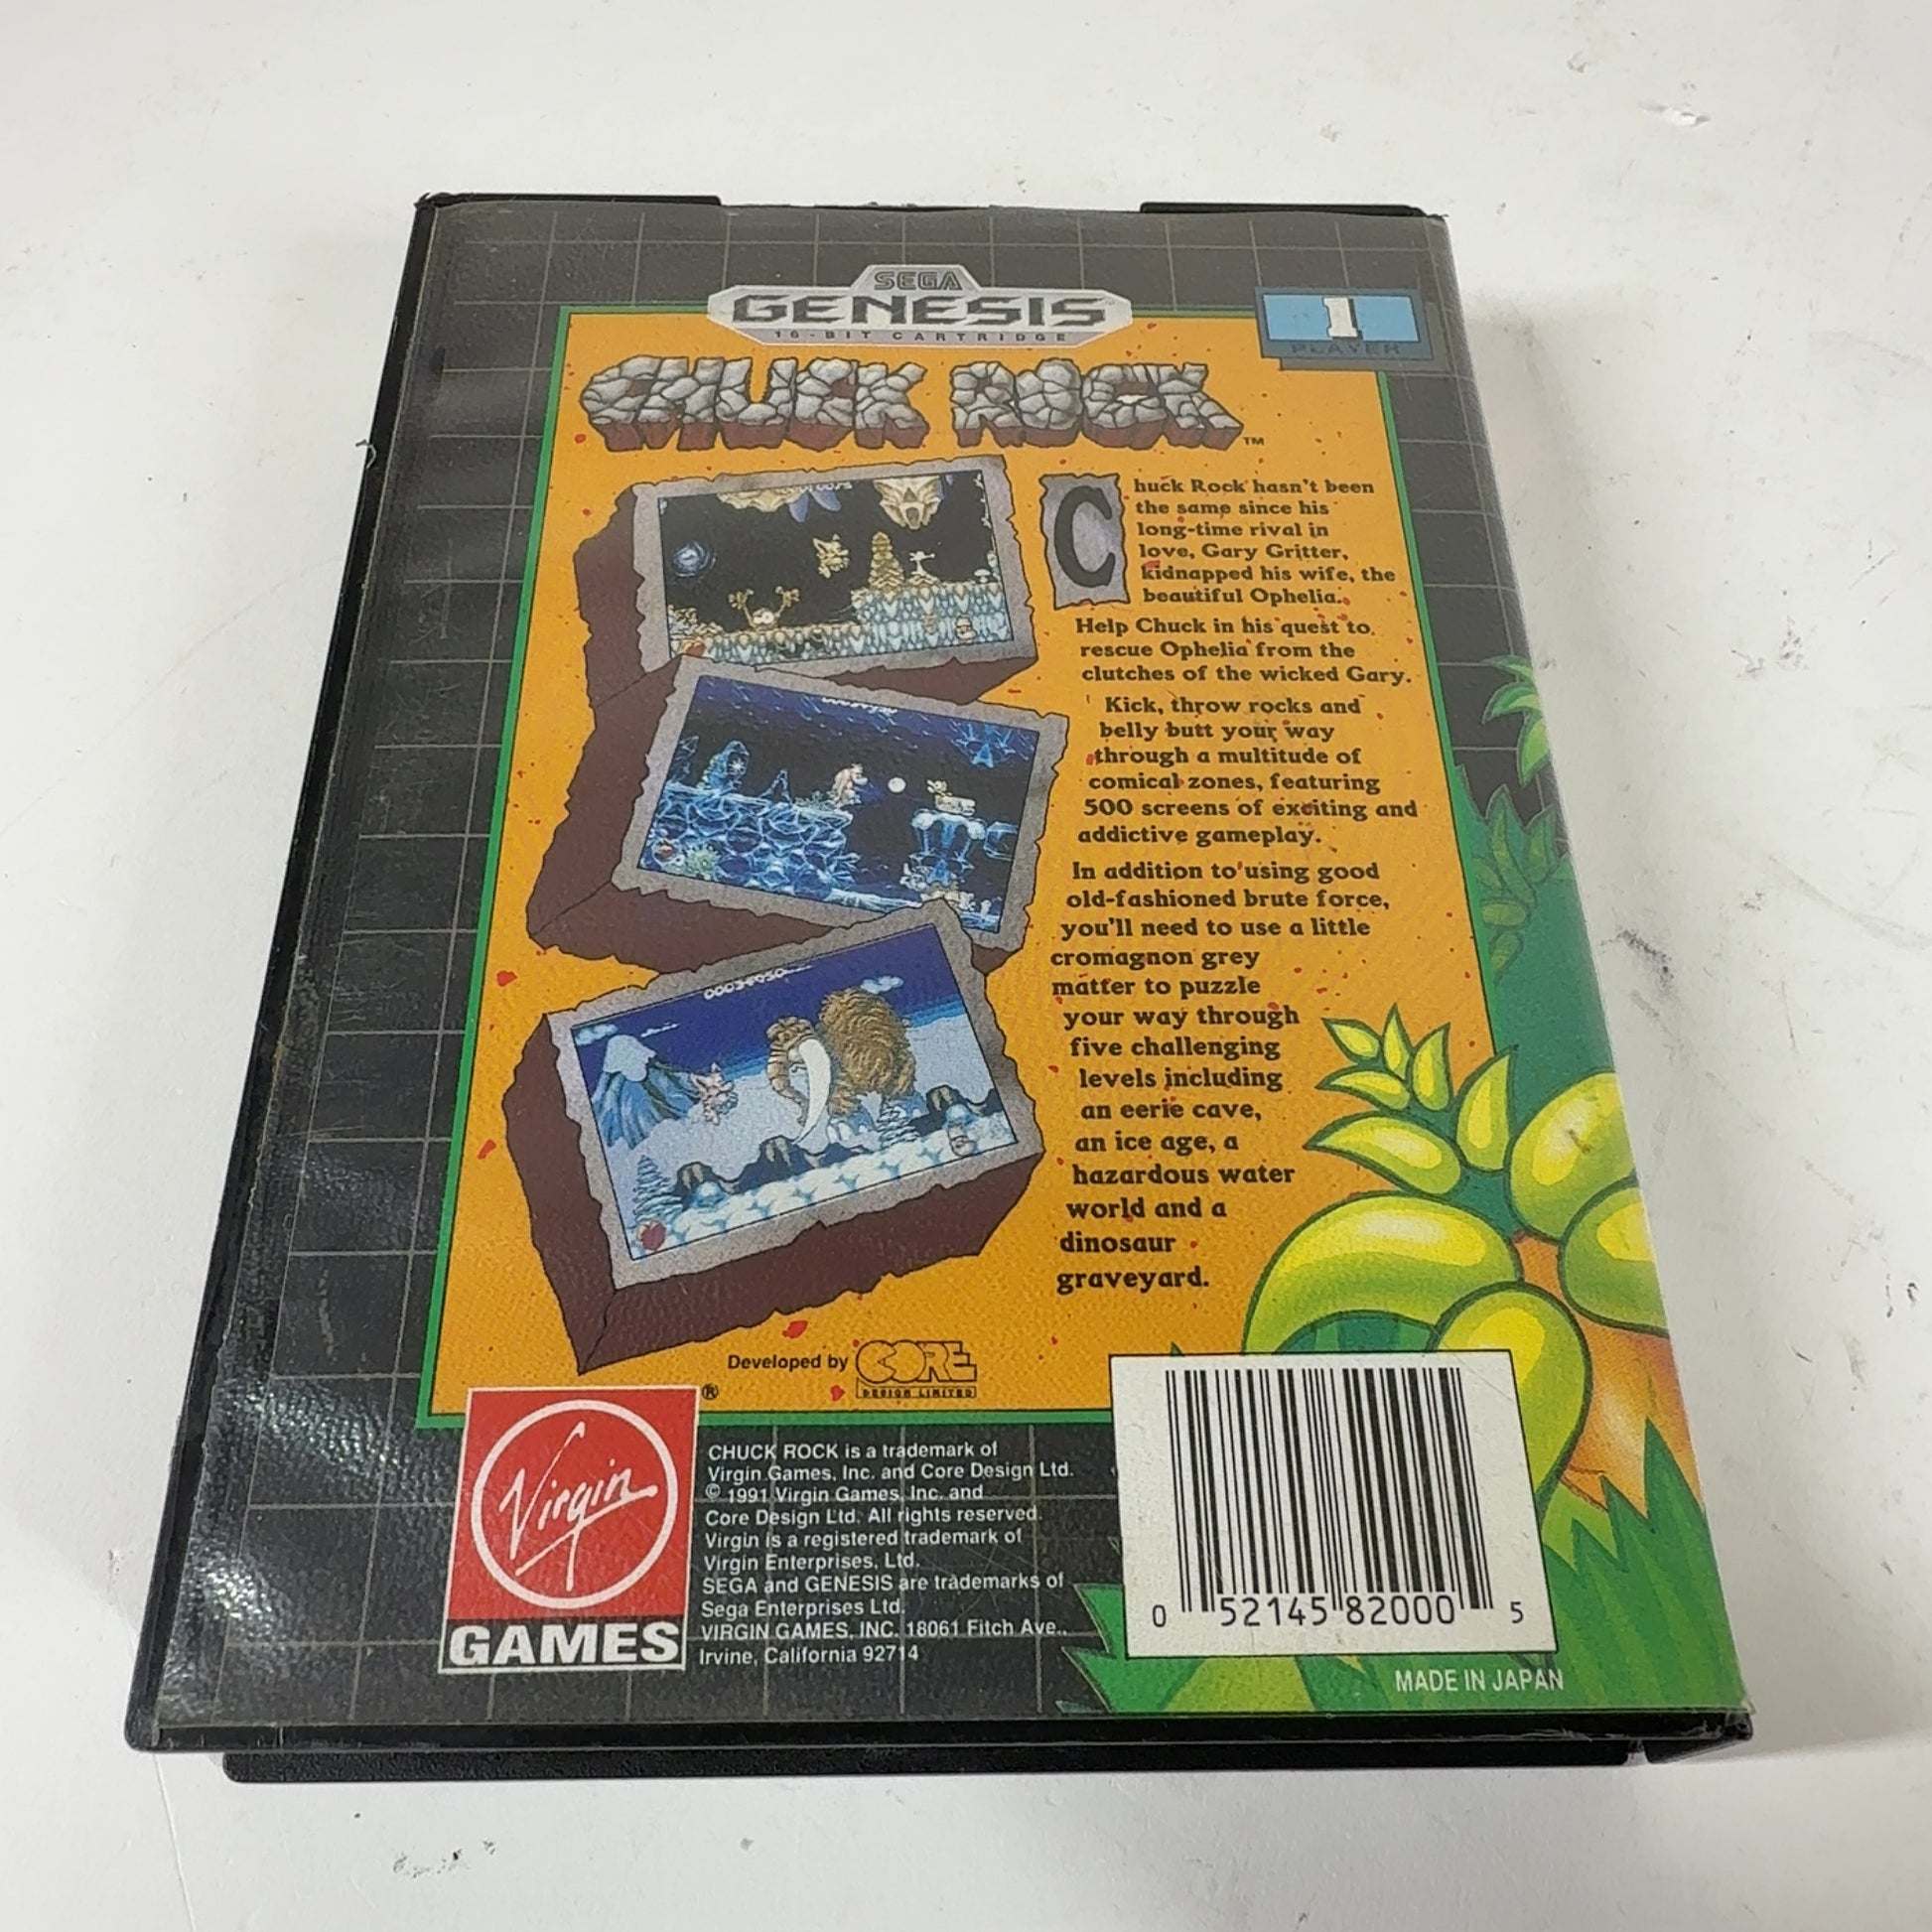 SEGA
GENESIS
16-BIT CARTRIDGE
1
PLAYER
CHUCK ROCK™
Chuck Rock hasn't been
the same since his
long-time rival in
love, Gary Gritter,
kidnapped his wife, the
beautiful Ophelia.
Help Chuck in his quest to
rescue Ophelia from the
clutches of the wicked Gary.
Kick, throw rocks and
belly butt your way
through a multitude of
comical zones, featuring
500 screens of exciting and
addictive gameplay.
In addition to using good
old-fashioned brute force,
you'll need to use a little
cromagnon grey
matter to puzzle
your way through
five challenging
levels including
an eerie cave,
an ice age, a
hazardous water
world and a
dinosaur
graveyard.
Developed by CORE
DESIGN LIMITED
Virgin ®
GAMES
CHUCK ROCK is a trademark of
Virgin Games, Inc. and Core Design Ltd.
© 1991 Virgin Games, Inc. and
Core Design Ltd. All rights reserved.
Virgin is a registered trademark of
Virgin Enterprises, Ltd.
SEGA and GENESIS are trademarks of
Sega Enterprises Ltd.
VIRGIN GAMES, INC. 18061 Fitch Ave.,
Irvine, California 92714
0 52145 82000 5
MADE IN JAPAN